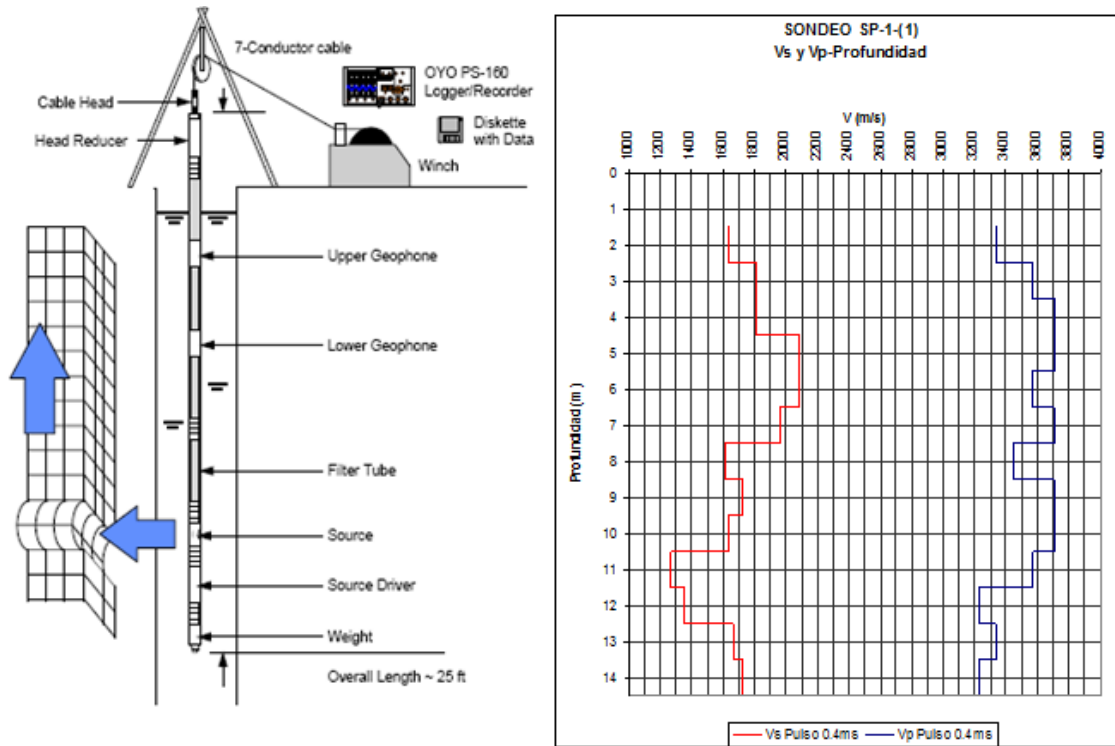 7-Conductor cable
OYO PS-160
Logger/Recorder
Cable Head
Diskette
with Data
Head Reducer
Winch
Upper Geophone
Lower Geophone
Filter Tube
Source
Source Driver
Weight
Overall Length ~ 25 ft
SONDEO SP-1-(1)
Vs y Vp-Profundidad
V (m/s)
1000 1200 1400 1600 1800 2000 2200 2400 2600 2800 3000 3200 3400 3600 3800 4000
0
1
2
3
4
5
6
7
8
9
10
11
12
13
14
Profundidad (m)
Vs Pulso 0.4ms Vp Pulso 0.4ms